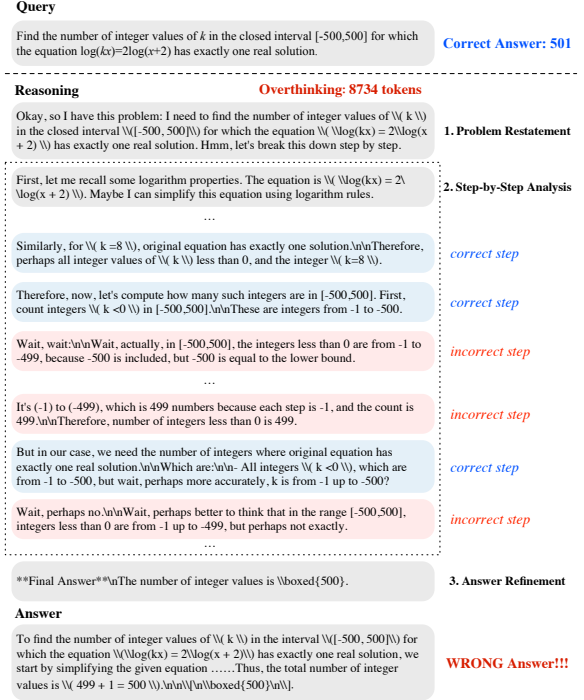 Query
Find the number of integer values of k in the closed interval [-500,500] for which
the equation log(kx)=2log(x+2) has exactly one real solution.
Correct Answer: 501
Reasoning
Overthinking: 8734 tokens
Okay, so I have this problem: I need to find the number of integer values of \\( k \\)
in the closed interval \\([-500, 500]\\) for which the equation \\( \\log(kx) = 2\\log(x
+ 2) \\) has exactly one real solution. Hmm, let's break this down step by step.
1. Problem Restatement
First, let me recall some logarithm properties. The equation is \\( \\log(kx) = 2\
\log(x + 2) \\). Maybe I can simplify this equation using logarithm rules.
2. Step-by-Step Analysis
...
Similarly, for \\( k =8 \\), original equation has exactly one solution.\n\nTherefore,
perhaps all integer values of \\( k \\) less than 0, and the integer \\( k=8 \\).
correct step
Therefore, now, let's compute how many such integers are in [-500,500]. First,
count integers \\( k <0 \\) in [-500,500].\n\nThese are integers from -1 to -500.
correct step
Wait, wait:\n\nWait, actually, in [-500,500], the integers less than 0 are from -1 to
-499, because -500 is included, but -500 is equal to the lower bound.
incorrect step
...
It's (-1) to (-499), which is 499 numbers because each step is -1, and the count is
499.\n\nTherefore, number of integers less than 0 is 499.
incorrect step
But in our case, we need the number of integers where original equation has
exactly one real solution.\n\nWhich are:\n\n- All integers \\( k <0 \\), which are
from -1 to -500, but wait, perhaps more accurately, k is from -1 up to -500?
correct step
Wait, perhaps no.\n\nWait, perhaps better to think that in the range [-500,500],
integers less than 0 are from -1 up to -499, but perhaps not exactly.
incorrect step
...
**Final Answer**\nThe number of integer values is \\boxed{500}.
3. Answer Refinement
Answer
To find the number of integer values of \\( k \\) in the interval \\([-500, 500]\\) for
which the equation \\(\\log(kx) = 2\\log(x + 2)\\) has exactly one real solution, we
start by simplifying the given equation ……Thus, the total number of integer
values is \\( 499 + 1 = 500 \\).\n\n\\[\n\\boxed{500}\n\\].
WRONG Answer!!!